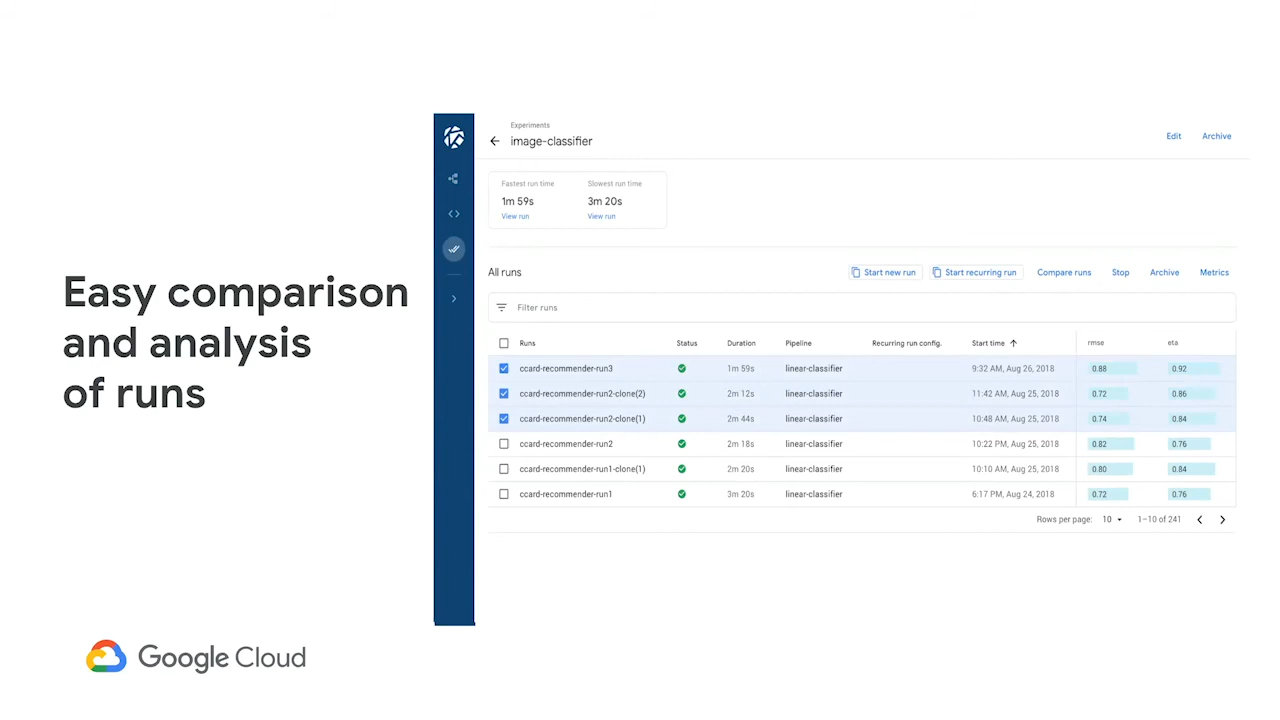 Easy comparison
and analysis
of runs
Google Cloud
Experiments
image-classifier
Edit Archive
Fastest run time Slowest run time
1m 59s 3m 20s
View run View run
All runs Start new run Start recurring run Compare runs Stop Archive Metrics
Filter runs
Runs Status Duration Pipeline Recurring run config. Start time rmse eta
ccard-recommender-run3 1m 59s linear-classifier 9:32 AM, Aug 26, 2018 0.88 0.92
ccard-recommender-run2-clone(2) 2m 12s linear-classifier 11:42 AM, Aug 25, 2018 0.72 0.86
ccard-recommender-run2-clone(1) 2m 44s linear-classifier 10:48 AM, Aug 25, 2018 0.74 0.84
ccard-recommender-run2 2m 18s linear-classifier 10:22 PM, Aug 25, 2018 0.82 0.76
ccard-recommender-run1-clone(1) 2m 20s linear-classifier 10:10 AM, Aug 25, 2018 0.80 0.84
ccard-recommender-run1 3m 20s linear-classifier 6:17 PM, Aug 24, 2018 0.72 0.76
Rows per page: 10 1–10 of 241